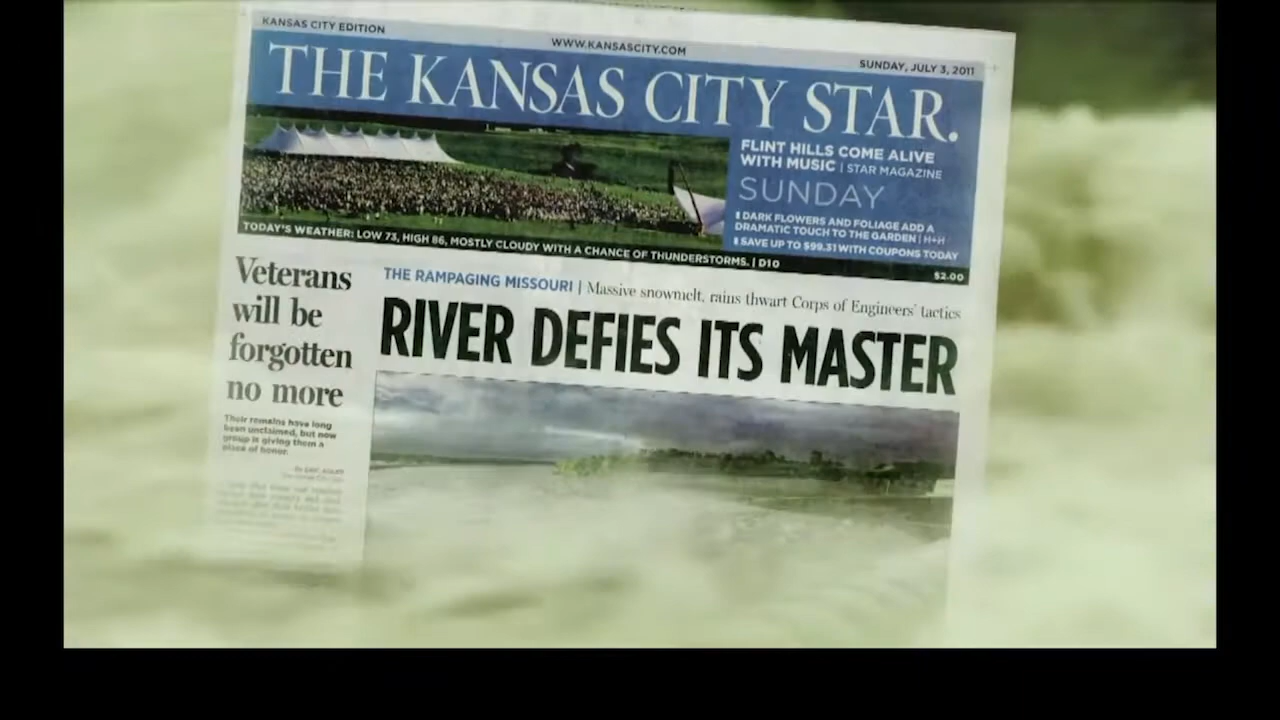 KANSAS CITY EDITION
WWW.KANSASCITY.COM
SUNDAY, JULY 3, 2011
THE KANSAS CITY STAR.
FLINT HILLS COME ALIVE
WITH MUSIC | STAR MAGAZINE
SUNDAY
DARK FLOWERS AND FOLIAGE ADD A
DRAMATIC TOUCH TO THE GARDEN | H+H
SAVE UP TO $99.31 WITH COUPONS TODAY
TODAY'S WEATHER: LOW 73, HIGH 86, MOSTLY CLOUDY WITH A CHANCE OF THUNDERSTORMS. | D10
$2.00
Veterans
will be
forgotten
no more
Their remains have long
been unclaimed, but now
group is giving them a
place of honor.
THE RAMPAGING MISSOURI | Massive snowmelt, rains thwart Corps of Engineers' tactics
RIVER DEFIES ITS MASTER